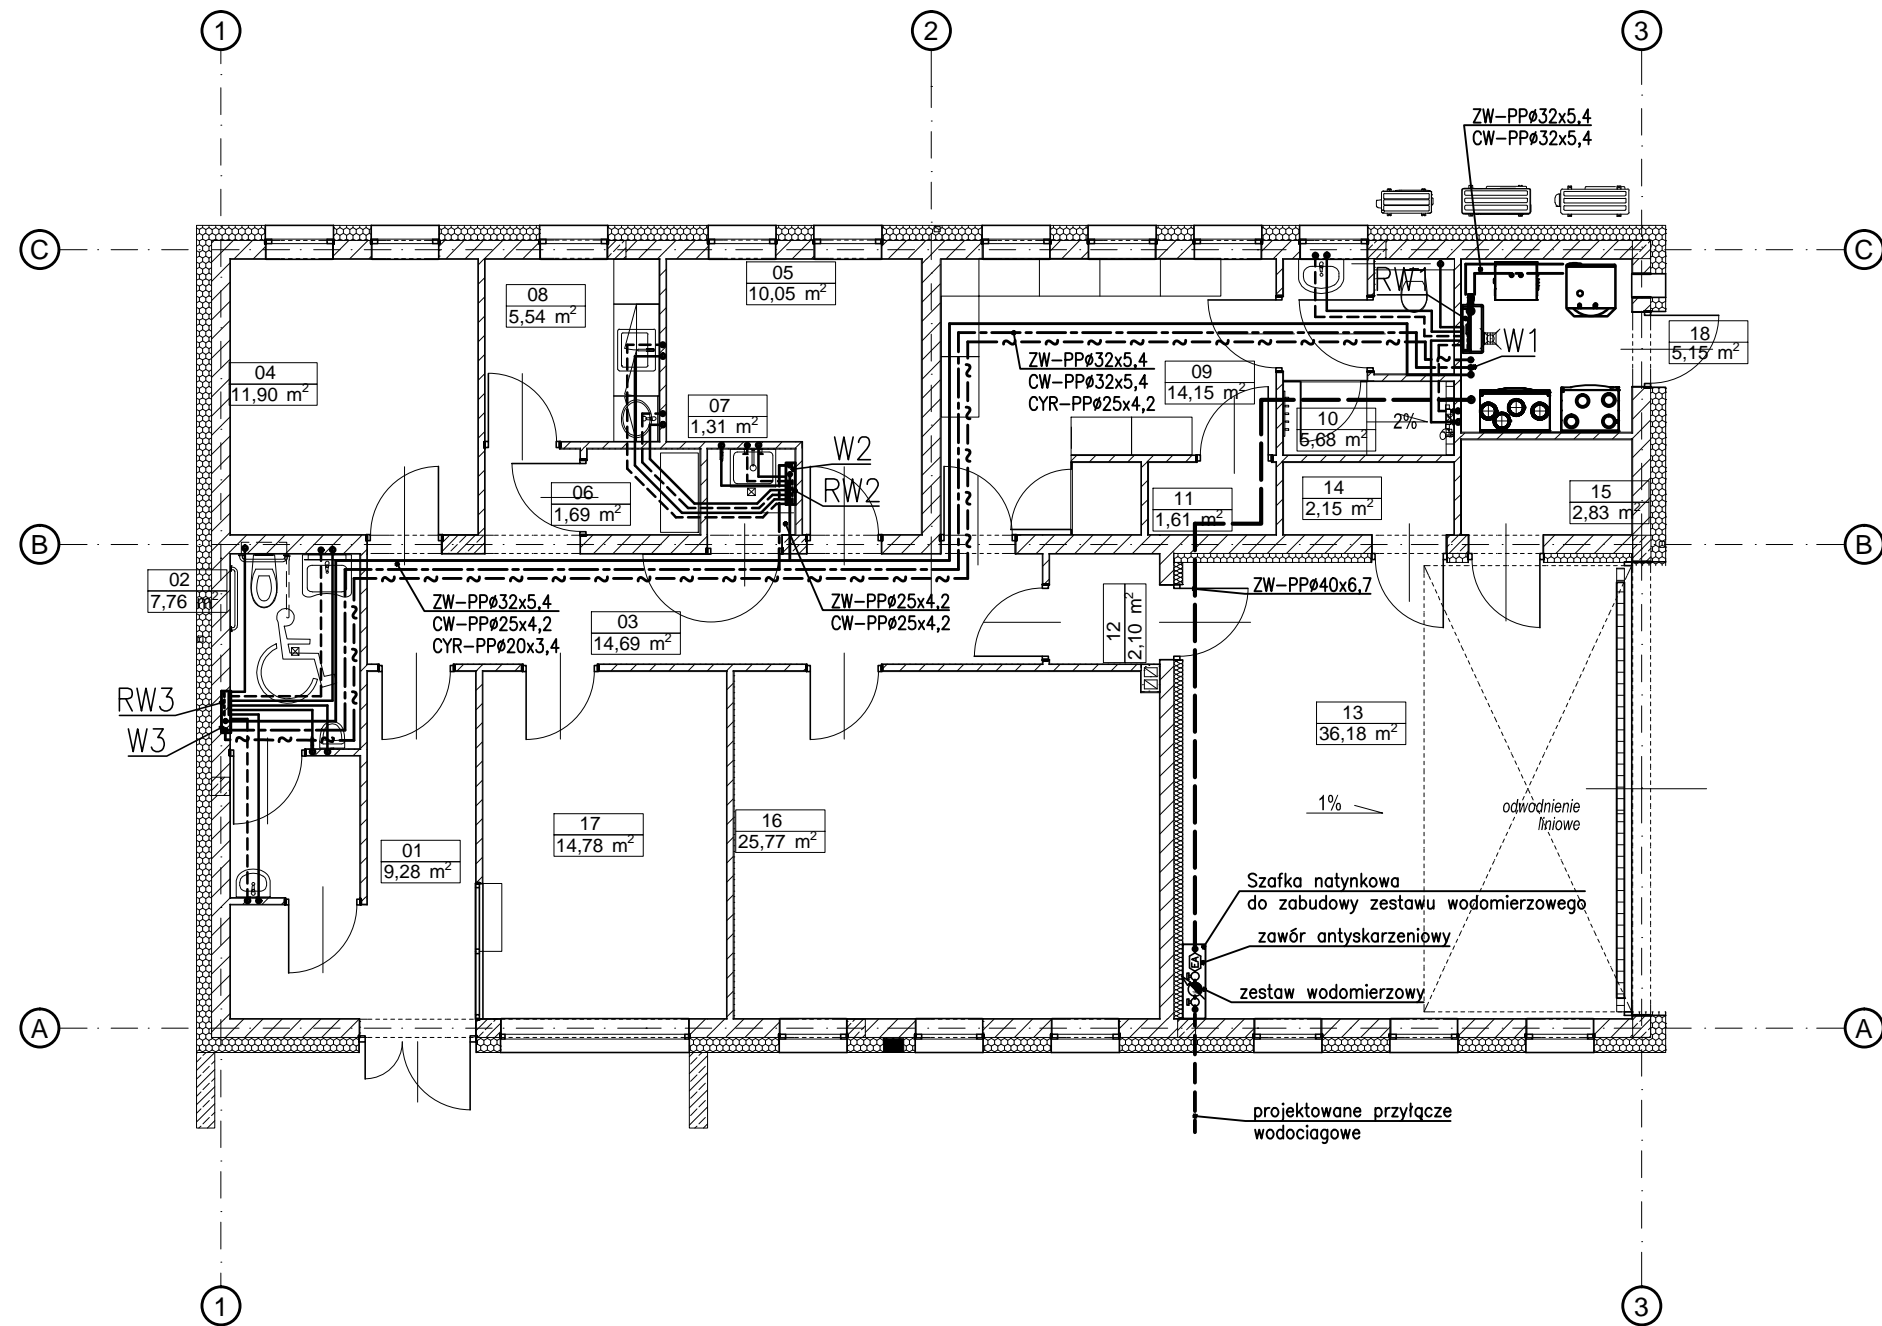 1
2
3
ZW-PPø32x5,4
CW-PPø32x5,4
C
C
05
10,05 m²
08
5,54 m²
RW1
18
5,15 m²
W1
04
11,90 m²
ZW-PPø32x5,4
CW-PPø32x5,4
CYR-PPø25x4,2
09
14,15 m²
07
1,31 m²
10
5,68 m²
2%
W2
RW2
06
1,69 m²
11
1,61 m²
14
2,15 m²
15
2,83 m²
B
B
02
7,76 m²
ZW-PPø32x5,4
CW-PPø25x4,2
CYR-PPø20x3,4
03
14,69 m²
ZW-PPø25x4,2
CW-PPø25x4,2
12
2,10 m²
ZW-PPø40x6,7
RW3
W3
13
36,18 m²
1%
odwodnienie
liniowe
17
14,78 m²
16
25,77 m²
01
9,28 m²
Szafka natynkowa
do zabudowy zestawu wodomierzowego
zawór antyskarzeniowy
EA
zestaw wodomierzowy
A
A
projektowane przyłącze
wodociagowe
1
3